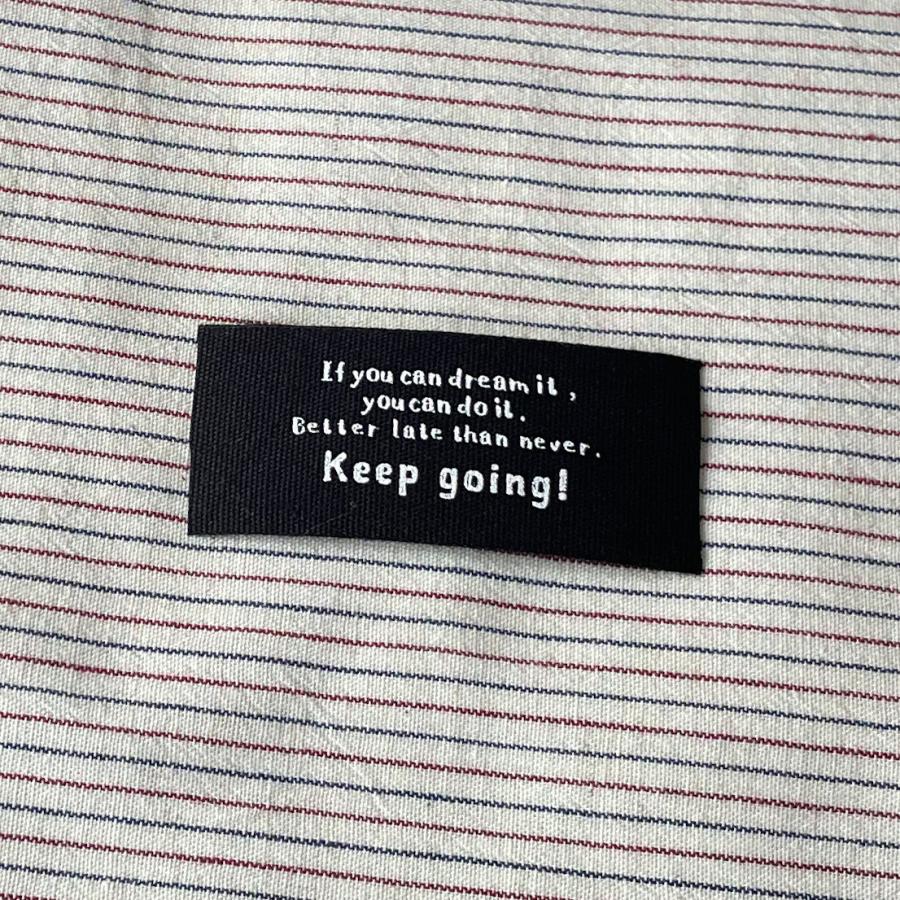 If you can dream it,
you can do it.
Better late than never.
Keep going!